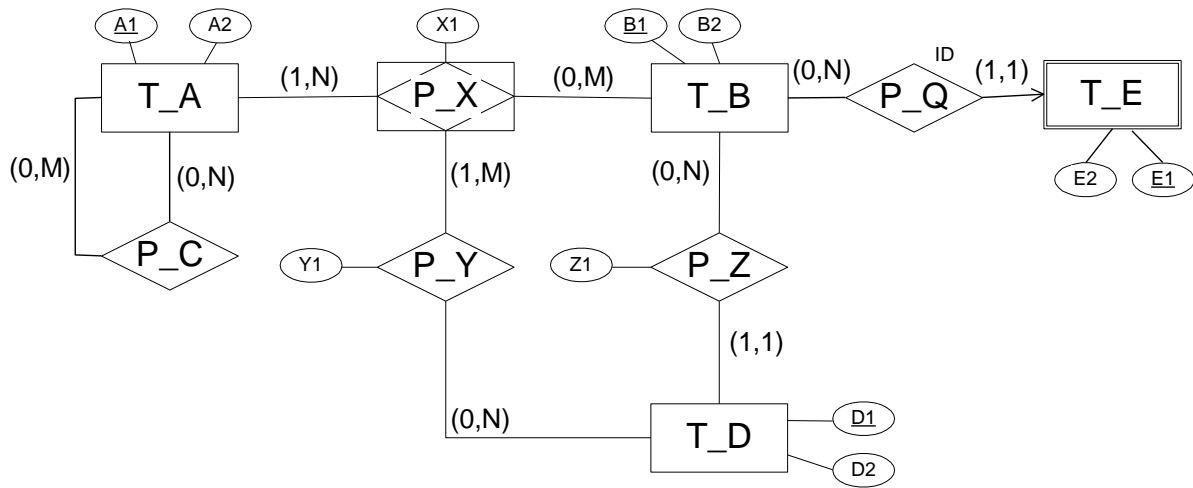 A1
A2
X1
B1
B2
ID
T_A
(1,N)
P_X
(0,M)
T_B
(0,N)
P_Q
(1,1)
T_E
(0,M)
(0,N)
(1,M)
(0,N)
E2
E1
P_C
Y1
P_Y
Z1
P_Z
(1,1)
(0,N)
T_D
D1
D2